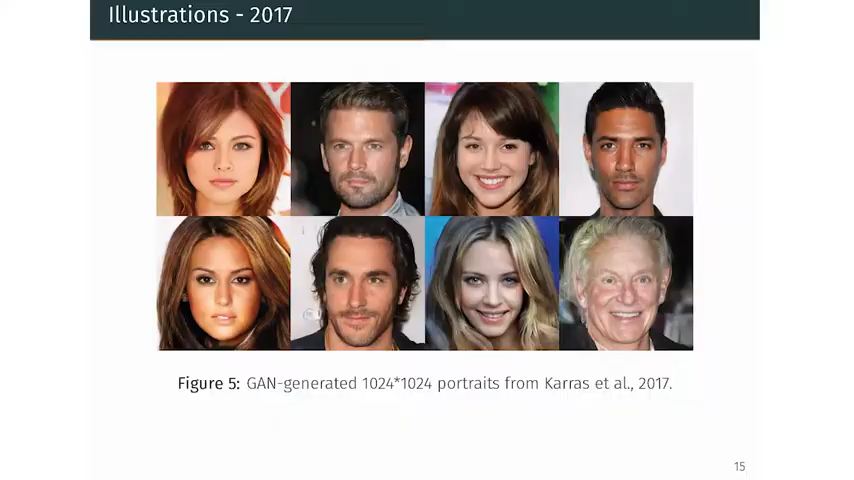 Illustrations - 2017
Figure 5: GAN-generated 1024*1024 portraits from Karras et al., 2017.
15